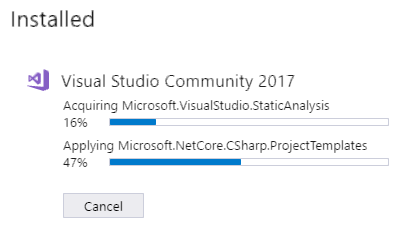 Installed
Visual Studio Community 2017
Acquiring Microsoft.VisualStudio.StaticAnalysis
16%
Applying Microsoft.NetCore.CSharp.ProjectTemplates
47%
Cancel